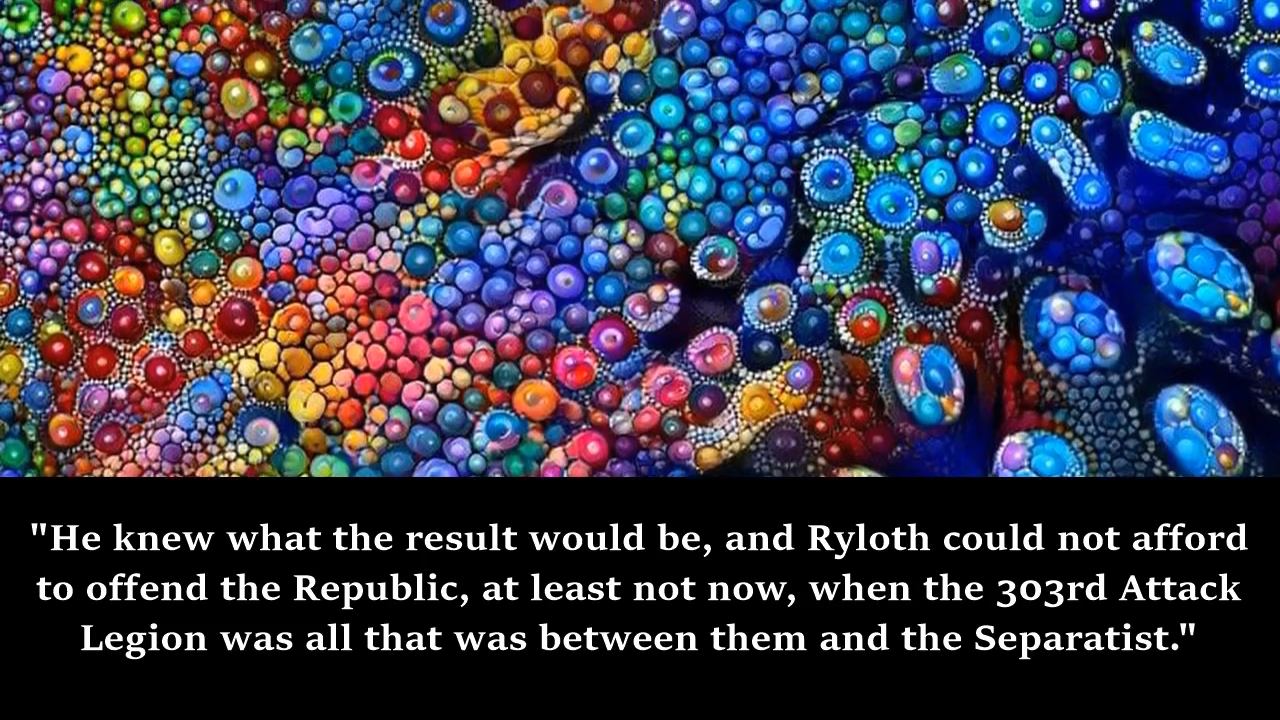 "He knew what the result would be, and Ryloth could not afford
to offend the Republic, at least not now, when the 303rd Attack
Legion was all that was between them and the Separatist."